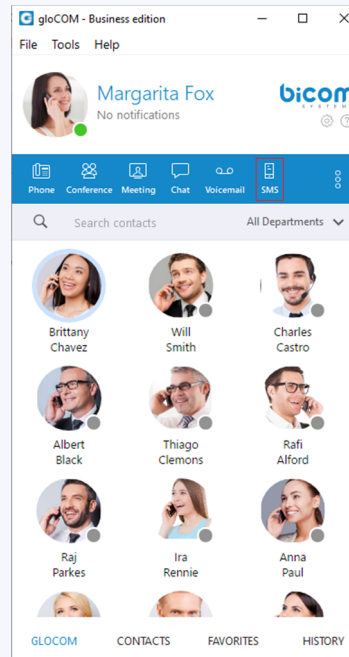 gloCOM - Business edition
File Tools Help
Margarita Fox
No notifications
bicom
SYSTEMS
Phone Conference Meeting Chat Voicemail SMS
Search contacts All Departments
Brittany Will Charles
Chavez Smith Castro
Albert Thiago Rafi
Black Clemons Alford
Raj Ira Anna
Parkes Rennie Paul
GLOCOM CONTACTS FAVORITES HISTORY